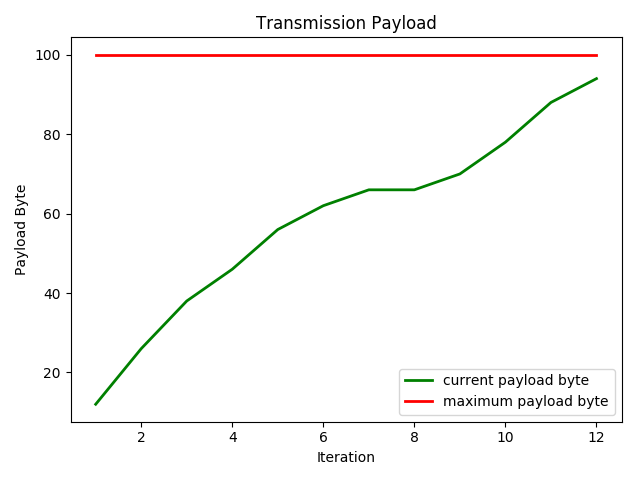 Transmission Payload
100
80
60
40
20
Payload Byte
current payload byte
maximum payload byte
2 4 6 8 10 12
Iteration